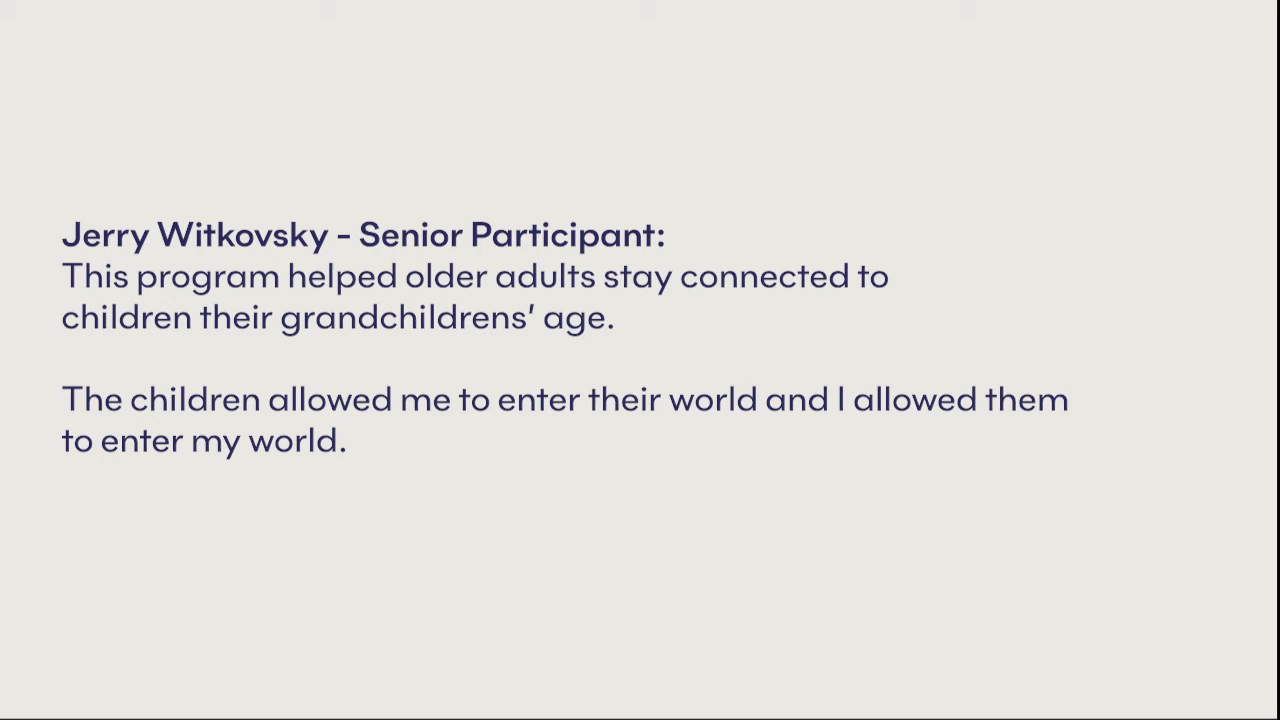 Jerry Witkovsky - Senior Participant:
This program helped older adults stay connected to
children their grandchildrens' age.
The children allowed me to enter their world and I allowed them
to enter my world.